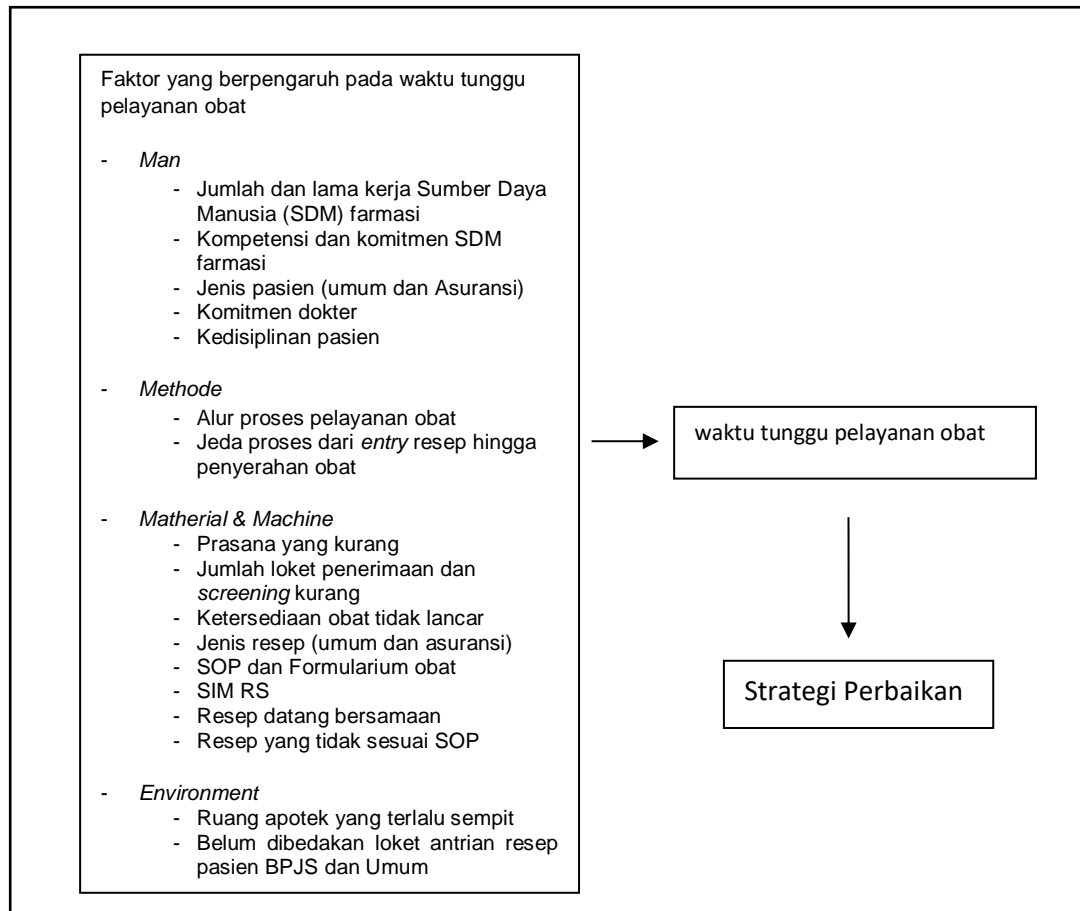 Faktor yang berpengaruh pada waktu tunggu
pelayanan obat
- Man
- Jumlah dan lama kerja Sumber Daya
Manusia (SDM) farmasi
- Kompetensi dan komitmen SDM
farmasi
- Jenis pasien (umum dan Asuransi)
- Komitmen dokter
- Kedisiplinan pasien
- Methode
- Alur proses pelayanan obat
- Jeda proses dari entry resep hingga
penyerahan obat
- Matherial & Machine
- Prasana yang kurang
- Jumlah loket penerimaan dan
screening kurang
- Ketersediaan obat tidak lancar
- Jenis resep (umum dan asuransi)
- SOP dan Formularium obat
- SIM RS
- Resep datang bersamaan
- Resep yang tidak sesuai SOP
- Environment
- Ruang apotek yang terlalu sempit
- Belum dibedakan loket antrian resep
pasien BPJS dan Umum
waktu tunggu pelayanan obat
Strategi Perbaikan